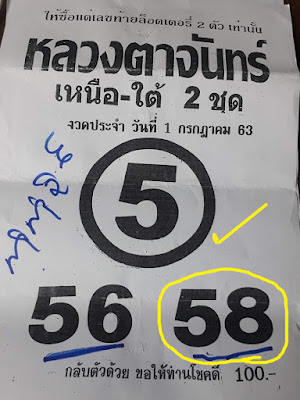 ให้ซื้อแต่เลขท้ายล็อตเตอรี่ 2 ตัว เท่านั้น
หลวงตาจันทร์
เหนือ-ใต้ 2 ชุด
งวดประจำ วันที่ 1 กรกฎาคม 63
5
56 58
กลับตัวด้วย ขอให้ท่านโชคดี 100.-